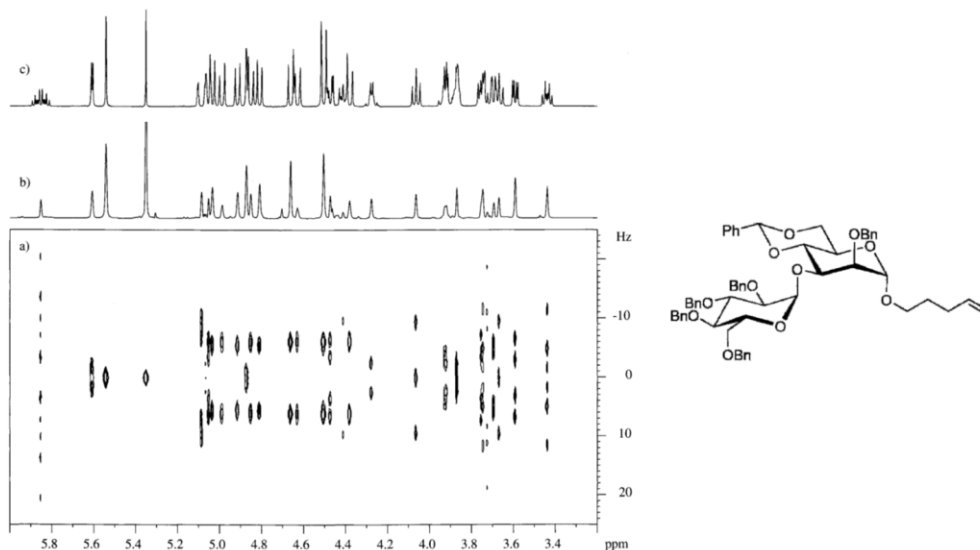 c)
b)
a)
Hz
-10
0
10
20
5.8 5.6 5.4 5.2 5.0 4.8 4.6 4.4 4.2 4.0 3.8 3.6 3.4 ppm
Ph O O OBn
O O
BnO O O
BnO
BnO O
OBn